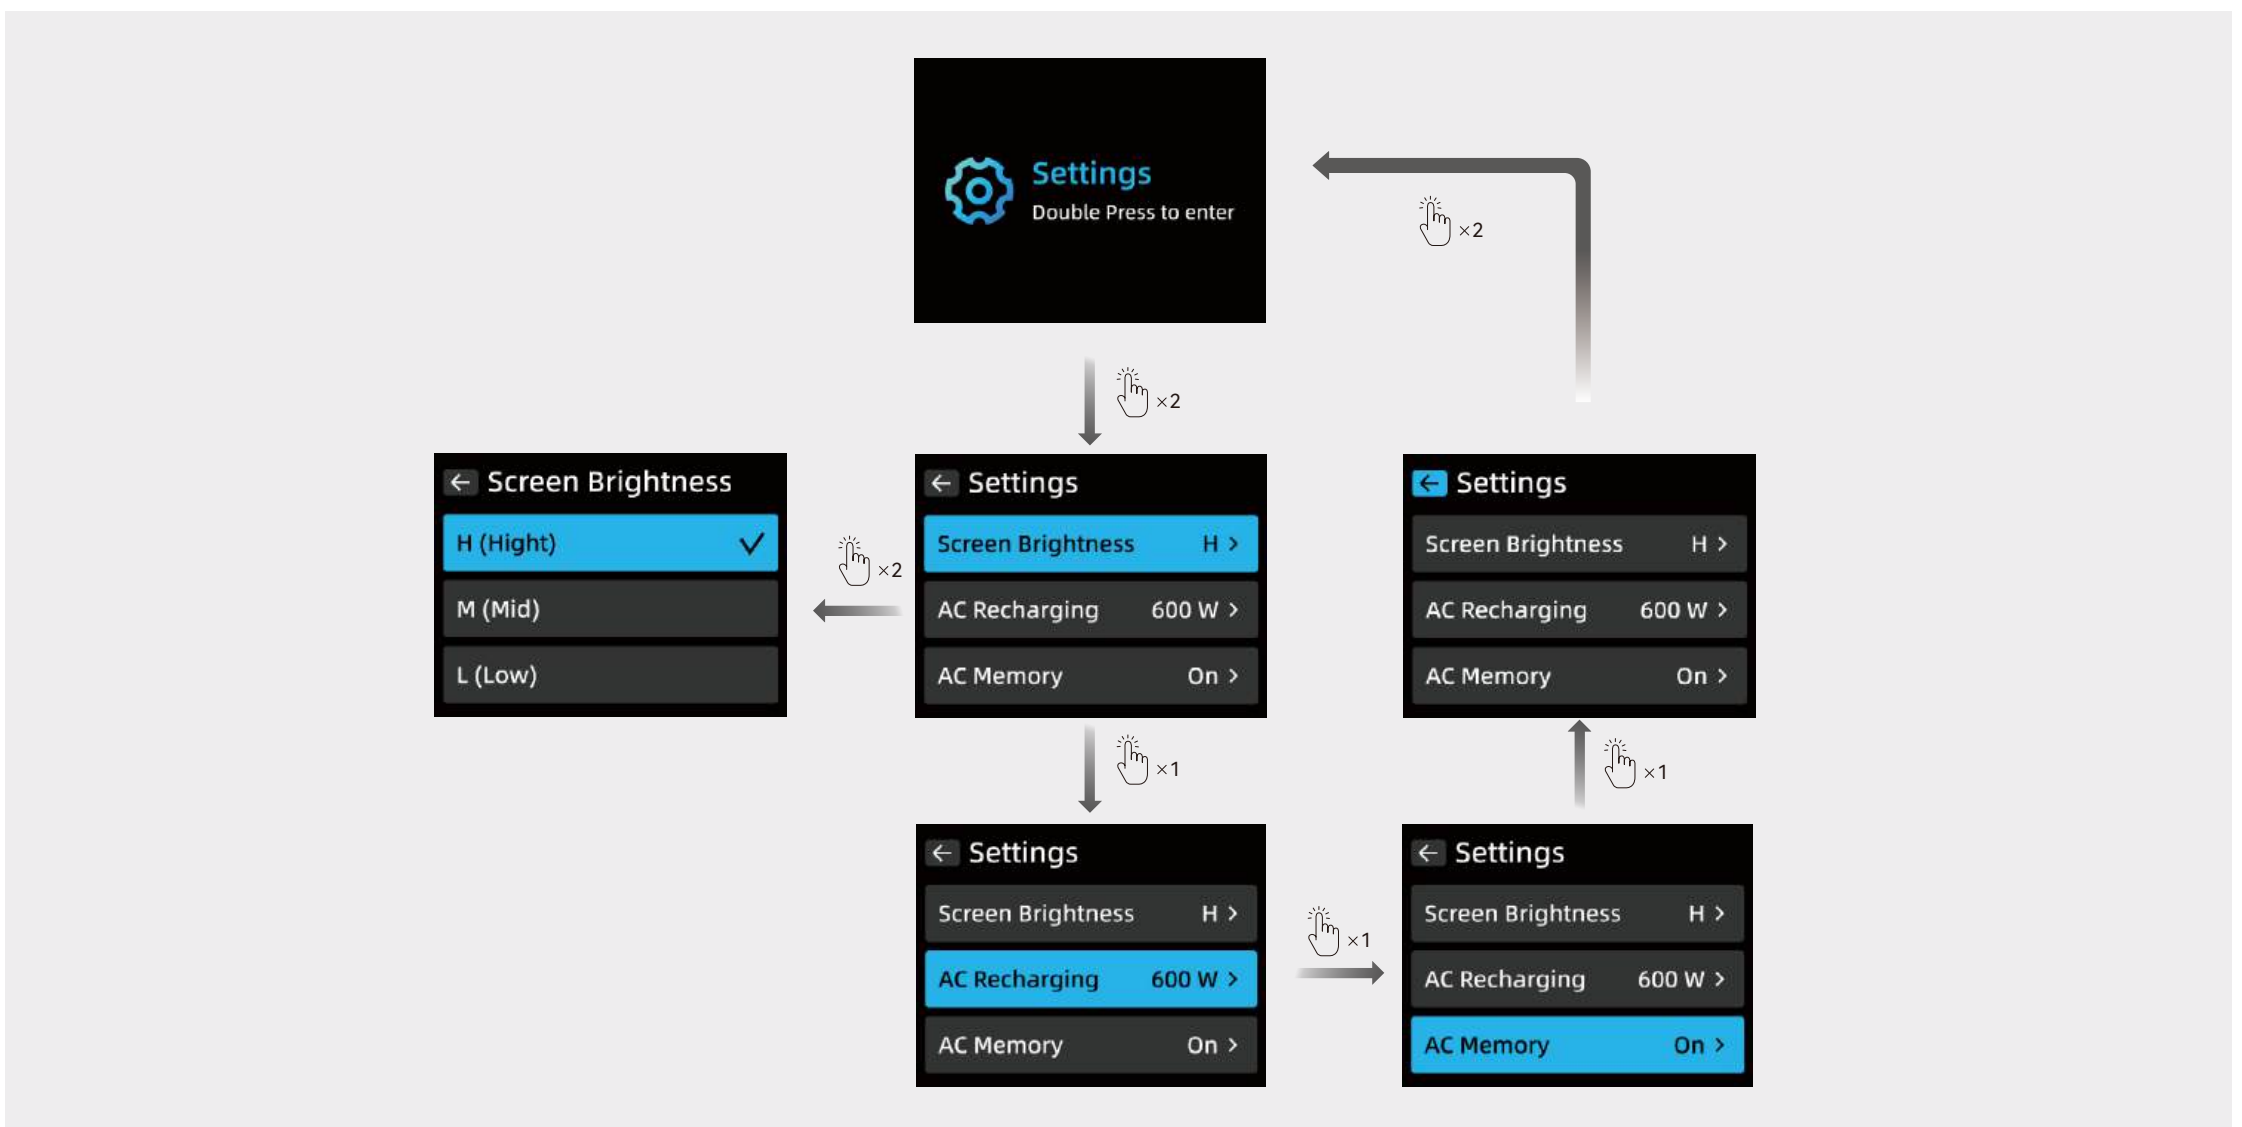 Settings
Double Press to enter
×2
×2
Screen Brightness
H (Hight)
M (Mid)
L (Low)
×2
Settings
Screen Brightness H >
AC Recharging 600 W >
AC Memory On >
Settings
Screen Brightness H >
AC Recharging 600 W >
AC Memory On >
×1
×1
Settings
Screen Brightness H >
AC Recharging 600 W >
AC Memory On >
×1
Settings
Screen Brightness H >
AC Recharging 600 W >
AC Memory On >